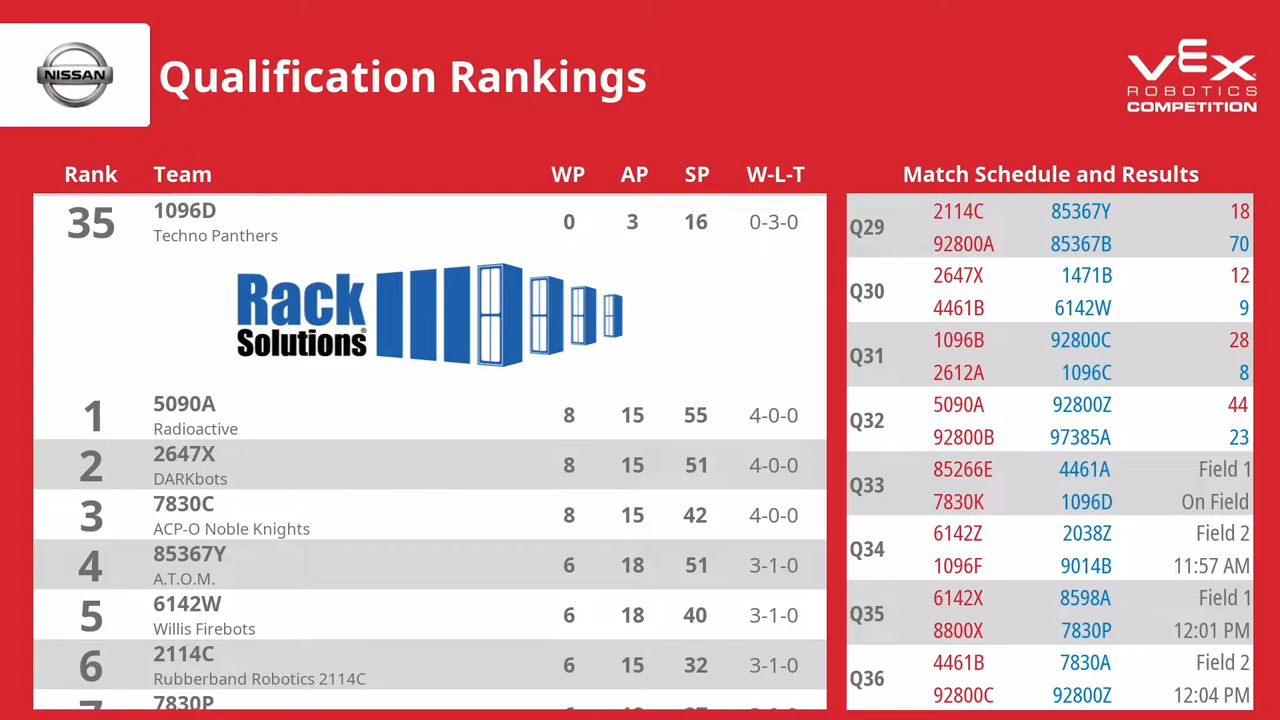 NISSAN
Qualification Rankings
VEX
ROBOTICS
COMPETITION
Rank Team WP AP SP W-L-T
35 1096D 0 3 16 0-3-0
Techno Panthers
Rack
Solutions®
1 5090A 8 15 55 4-0-0
Radioactive
2 2647X 8 15 51 4-0-0
DARKbots
3 7830C 8 15 42 4-0-0
ACP-O Noble Knights
4 85367Y 6 18 51 3-1-0
A.T.O.M.
5 6142W 6 18 40 3-1-0
Willis Firebots
6 2114C 6 15 32 3-1-0
Rubberband Robotics 2114C
7830P
Match Schedule and Results
Q29 2114C 85367Y 18
92800A 85367B 70
Q30 2647X 1471B 12
4461B 6142W 9
Q31 1096B 92800C 28
2612A 1096C 8
Q32 5090A 92800Z 44
92800B 97385A 23
Q33 85266E 4461A Field 1
7830K 1096D On Field
Q34 6142Z 2038Z Field 2
1096F 9014B 11:57 AM
Q35 6142X 8598A Field 1
8800X 7830P 12:01 PM
Q36 4461B 7830A Field 2
92800C 92800Z 12:04 PM